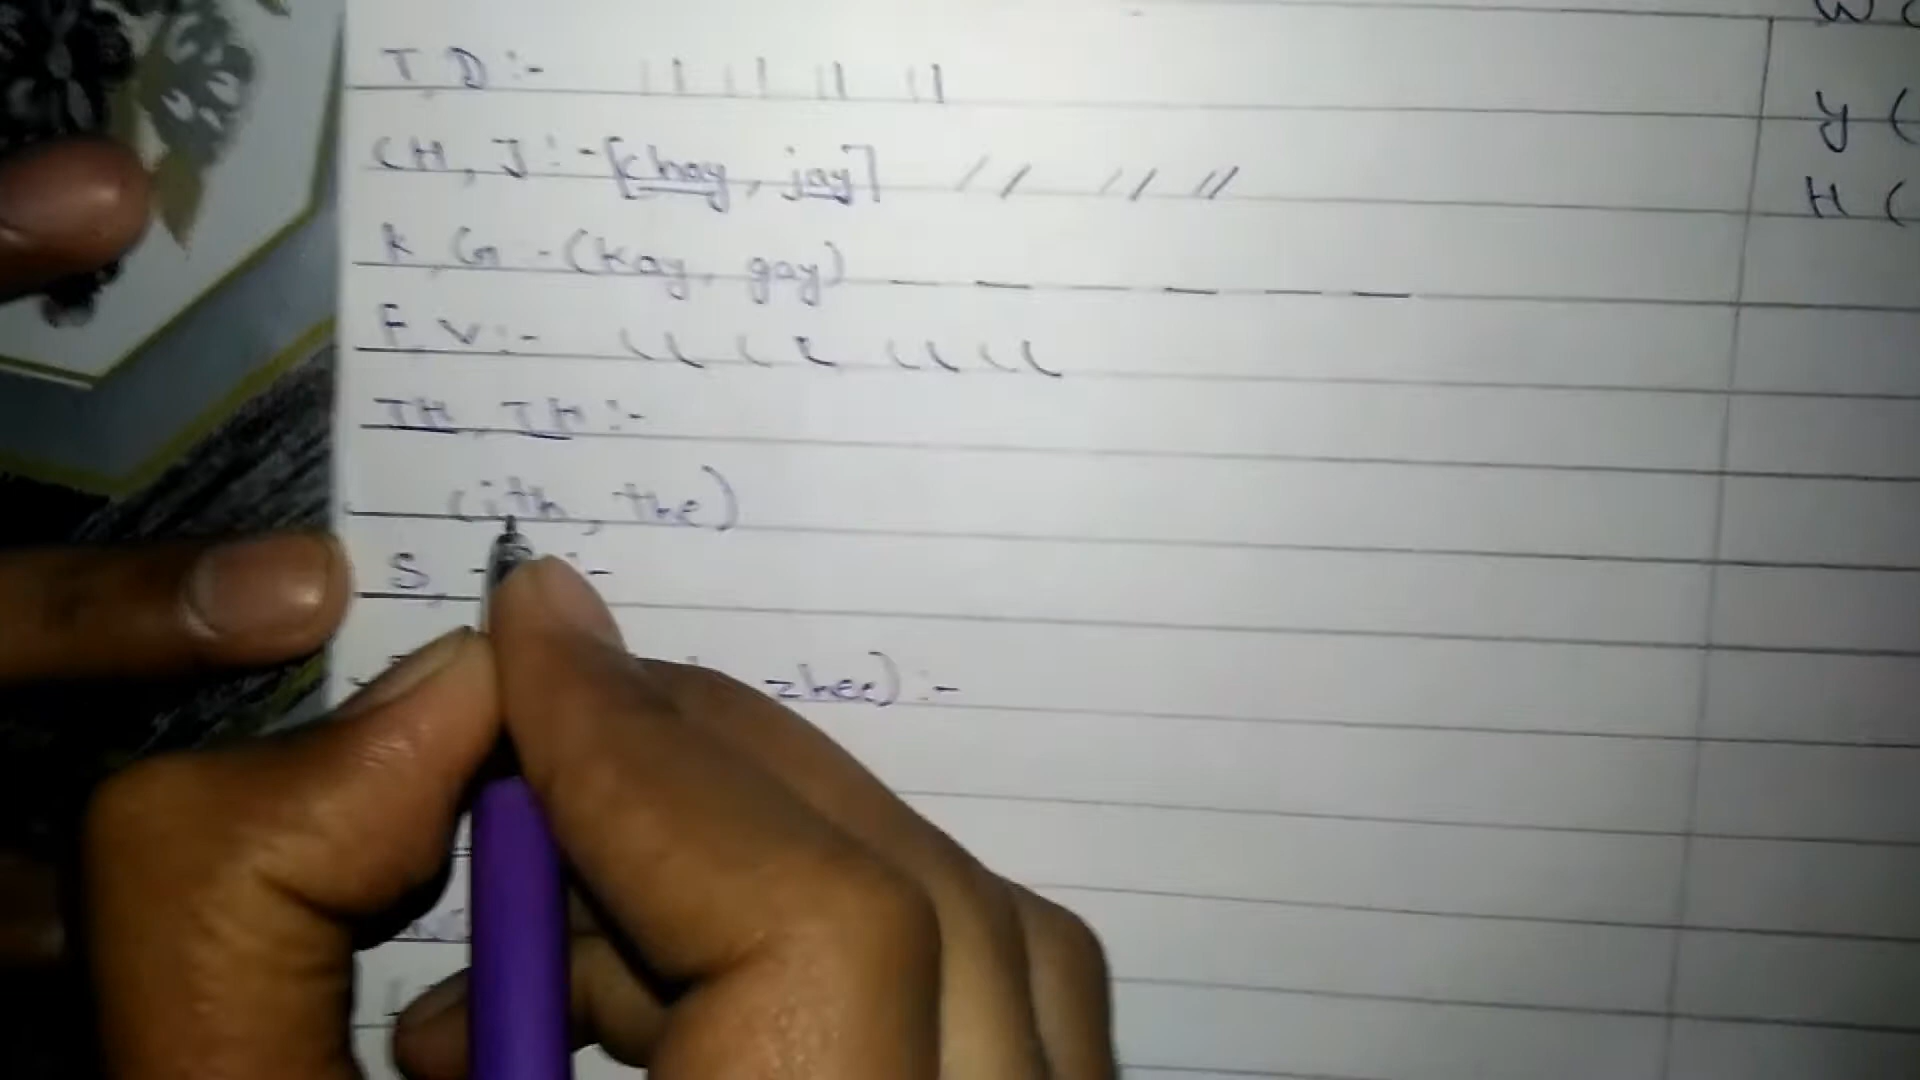 T, D :-
CH, J :- [chay, jay]
K, G - (kay, gay)
F, V :-
TH, TH :-
(ith, the)
S,
zhee) :-
Y (
H (